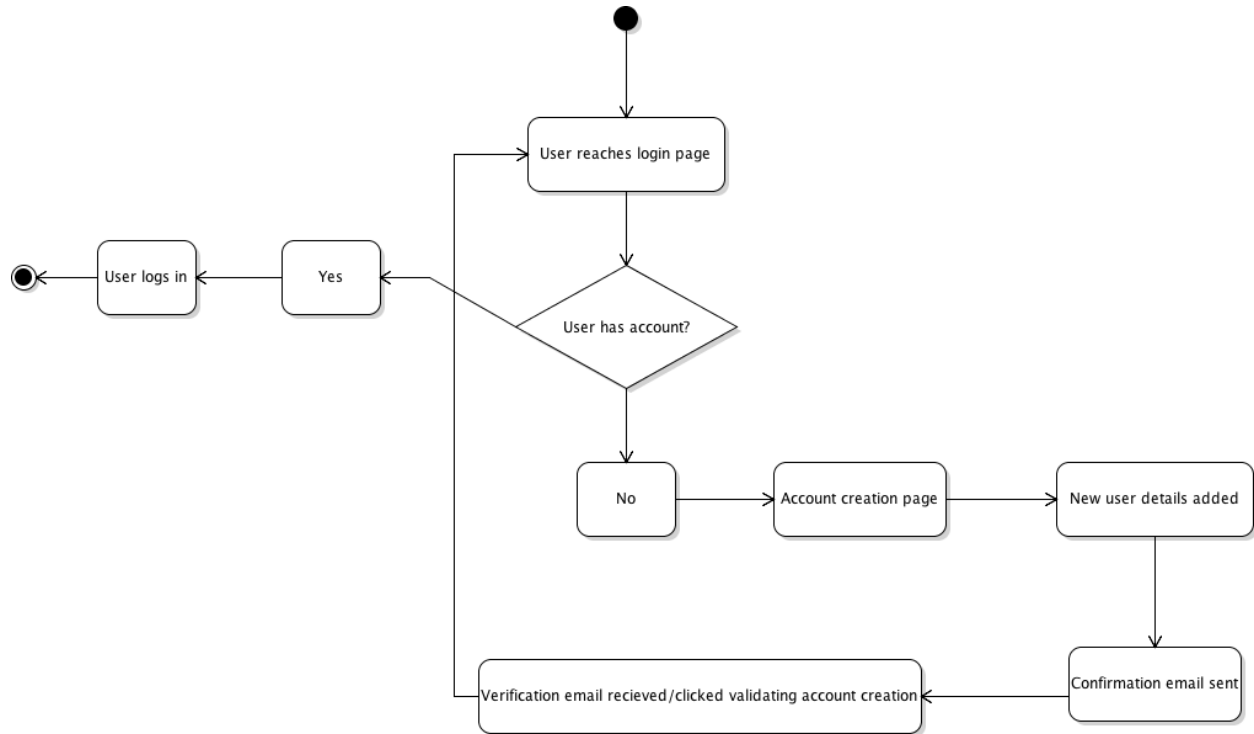 User reaches login page
User logs in
Yes
User has account?
No
Account creation page
New user details added
Verification email recieved/clicked validating account creation
Confirmation email sent